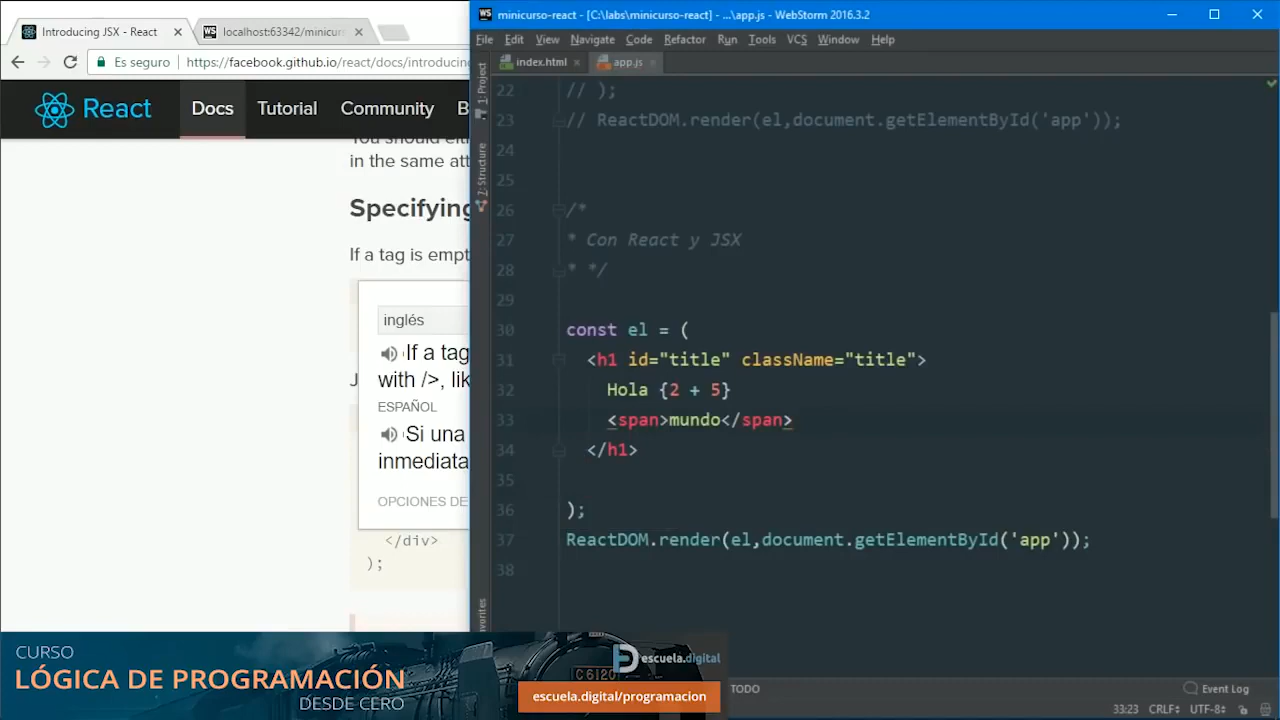 Introducing JSX - React
localhost:63342/minicurs
Es seguro
https://facebook.github.io/react/docs/introducing
React
Docs
Tutorial
Community
B
in the same att
Specifying
If a tag is empt
inglés
If a tag
with />, lik
ESPAÑOL
Si una
inmediata
OPCIONES DE
</div>
);
minicurso-react - [C:\labs\minicurso-react] - ...\app.js - WebStorm 2016.3.2
File Edit View Navigate Code Refactor Run Tools VCS Window Help
index.html
app.js
1: Project
7: Structure
22 // );
23 // ReactDOM.render(el,document.getElementById('app'));
24
25
26 /*
27 * Con React y JSX
28 * */
29
30 const el = (
31 <h1 id="title" className="title">
32 Hola {2 + 5}
33 <span>mundo</span>
34 </h1>
35
36 );
37 ReactDOM.render(el,document.getElementById('app'));
38
TODO
Event Log
33:23 CRLF÷ UTF-8÷
CURSO
LÓGICA DE PROGRAMACIÓN
DESDE CERO
C6120
escuela.digital
escuela.digital/programacion